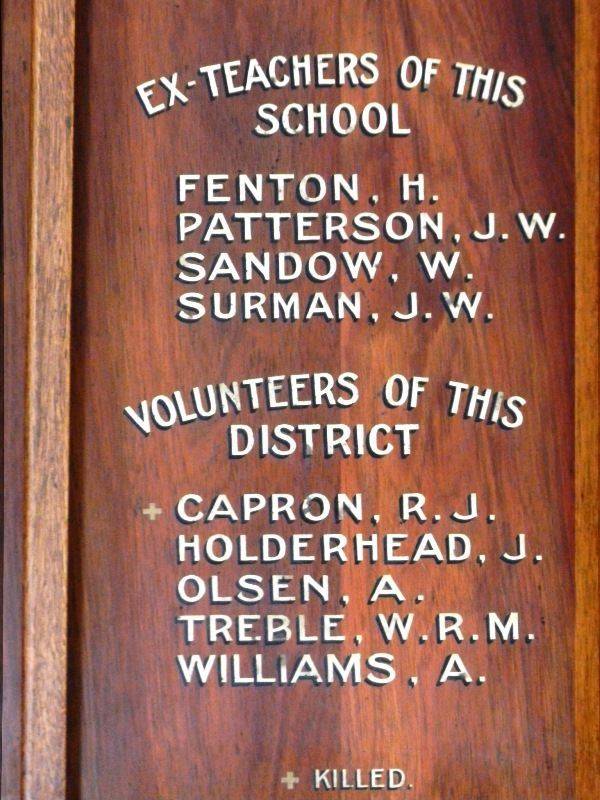 EX-TEACHERS OF THIS
SCHOOL
FENTON, H.
PATTERSON, J.W.
SANDOW, W.
SURMAN, J.W.
VOLUNTEERS OF THIS
DISTRICT
+ CAPRON, R.J.
HOLDERHEAD, J.
OLSEN, A.
TREBLE, W.R.M.
WILLIAMS, A.
+ KILLED.